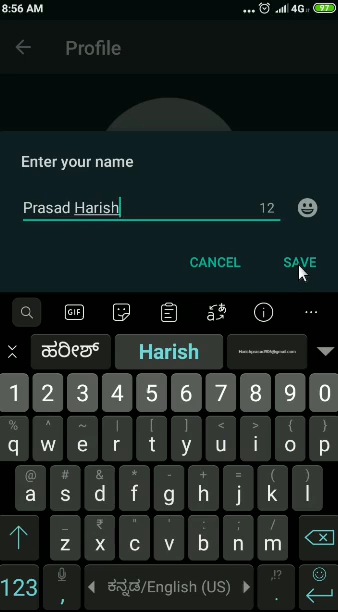 8:56 AM ... 4G 97
Profile
Enter your name
Prasad Harish 12
CANCEL SAVE
GIF
ಹರೀಶ್ Harish
1 2 3 4 5 6 7 8 9 0
% ^ ~ | [ ] < > { }
q w e r t y u i o p
@ # & * - + = ( )
a s d f g h j k l
_ ₹ " ' : ; /
z x c v b n m
123 , ಕನ್ನಡ/English (US) ,!? .